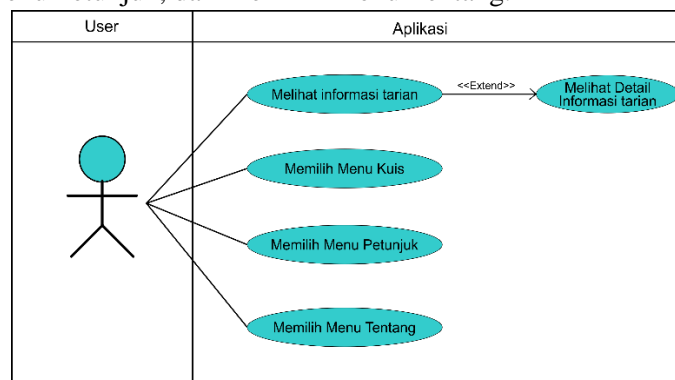 User
Aplikasi
Melihat informasi tarian
<<Extend>>
Melihat Detail
Informasi tarian
Memilih Menu Kuis
Memilih Menu Petunjuk
Memilih Menu Tentang